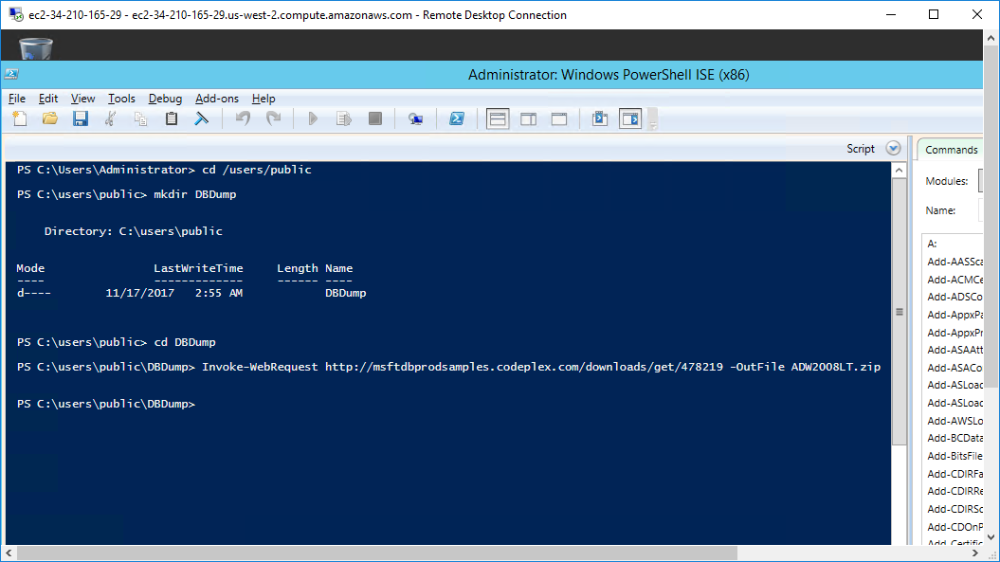 ec2-34-210-165-29 - ec2-34-210-165-29.us-west-2.compute.amazonaws.com - Remote Desktop Connection
Administrator: Windows PowerShell ISE (x86)
File Edit View Tools Debug Add-ons Help
Script
Commands
PS C:\Users\Administrator> cd /users/public
PS C:\users\public> mkdir DBDump
Directory: C:\users\public
Mode LastWriteTime Length Name
---- ------------- ------ ----
d---- 11/17/2017 2:55 AM DBDump
PS C:\users\public> cd DBDump
PS C:\users\public\DBDump> Invoke-WebRequest http://msftdbprodsamples.codeplex.com/downloads/get/478219 -OutFile ADW2008LT.zip
PS C:\users\public\DBDump>
Modules:
Name:
A:
Add-AASSca
Add-ACMCe
Add-ADSCo
Add-AppxPa
Add-AppxPr
Add-ASAAtt
Add-ASACo
Add-ASLoad
Add-ASLoad
Add-AWSLo
Add-BCData
Add-BitsFile
Add-CDIRFa
Add-CDIRRe
Add-CDIRSc
Add-CDOnP
Add-Certific